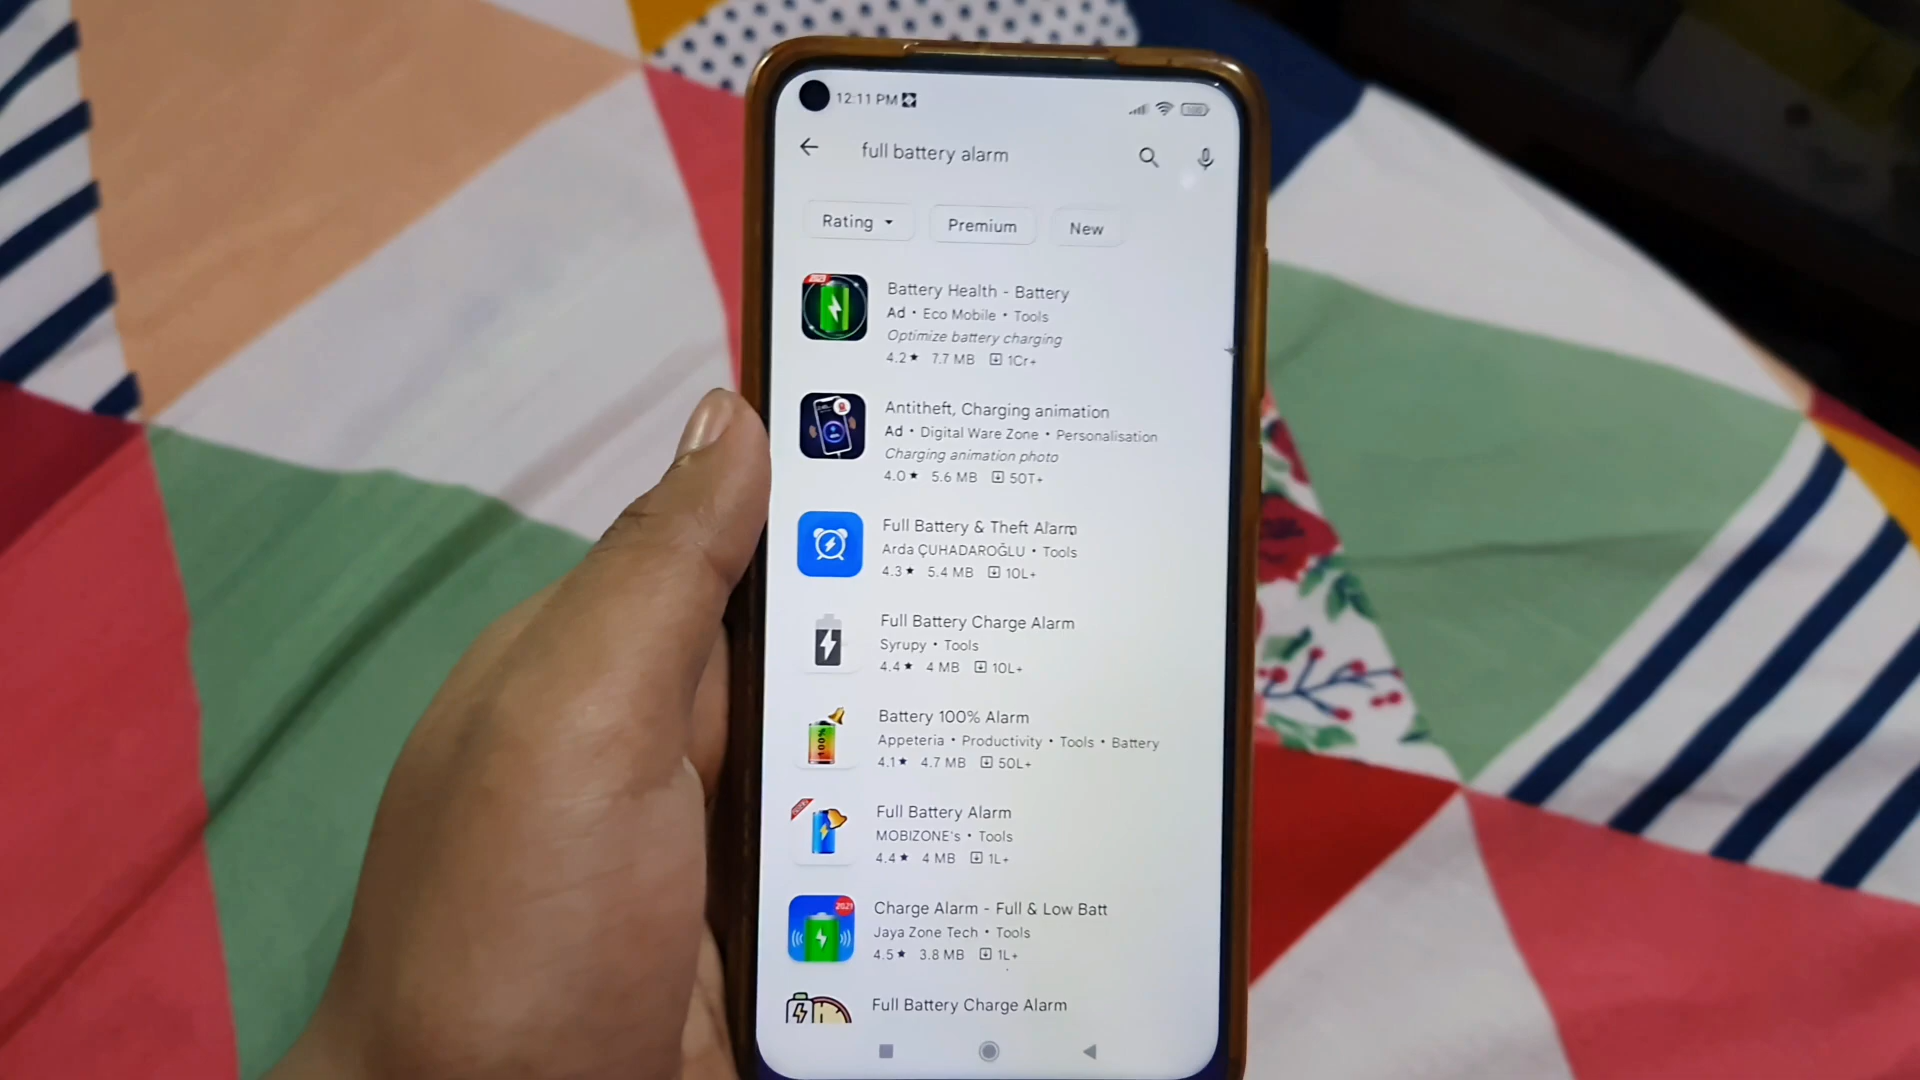 12:11 PM
full battery alarm
Rating
Premium
New
Battery Health - Battery
Ad • Eco Mobile • Tools
Optimize battery charging
4.2★ 7.7 MB 1Cr+
Antitheft, Charging animation
Ad • Digital Ware Zone • Personalisation
Charging animation photo
4.0★ 5.6 MB 50T+
Full Battery & Theft Alarm
Arda ÇUHADAROĞLU • Tools
4.3★ 5.4 MB 10L+
Full Battery Charge Alarm
Syrupy • Tools
4.4★ 4 MB 10L+
100%
Battery 100% Alarm
Appeteria • Productivity • Tools • Battery
4.1★ 4.7 MB 50L+
Full Battery Alarm
MOBIZONE's • Tools
4.4★ 4 MB 1L+
2021
Charge Alarm - Full & Low Batt
Jaya Zone Tech • Tools
4.5★ 3.8 MB 1L+
Full Battery Charge Alarm